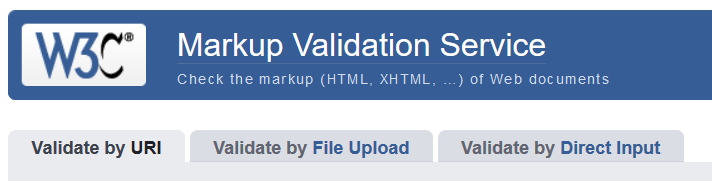 W3C®
Markup Validation Service
Check the markup (HTML, XHTML, …) of Web documents
Validate by URI
Validate by File Upload
Validate by Direct Input